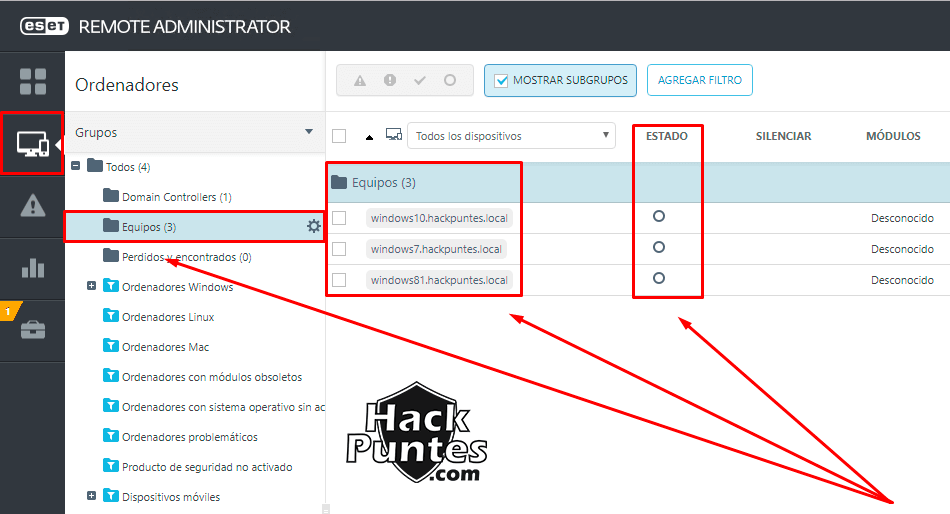 eset REMOTE ADMINISTRATOR
Ordenadores
MOSTRAR SUBGRUPOS
AGREGAR FILTRO
Grupos
Todos los dispositivos
ESTADO
SILENCIAR
MÓDULOS
Todos (4)
Domain Controllers (1)
Equipos (3)
Perdidos y encontrados (0)
Ordenadores Windows
Ordenadores Linux
Ordenadores Mac
Ordenadores con módulos obsoletos
Ordenadores con sistema operativo sin ac
Ordenadores problemáticos
Producto de seguridad no activado
Dispositivos móviles
1
Equipos (3)
windows10.hackpuntes.local Desconocido
windows7.hackpuntes.local Desconocido
windows81.hackpuntes.local Desconocido
Hack
Puntes
.com